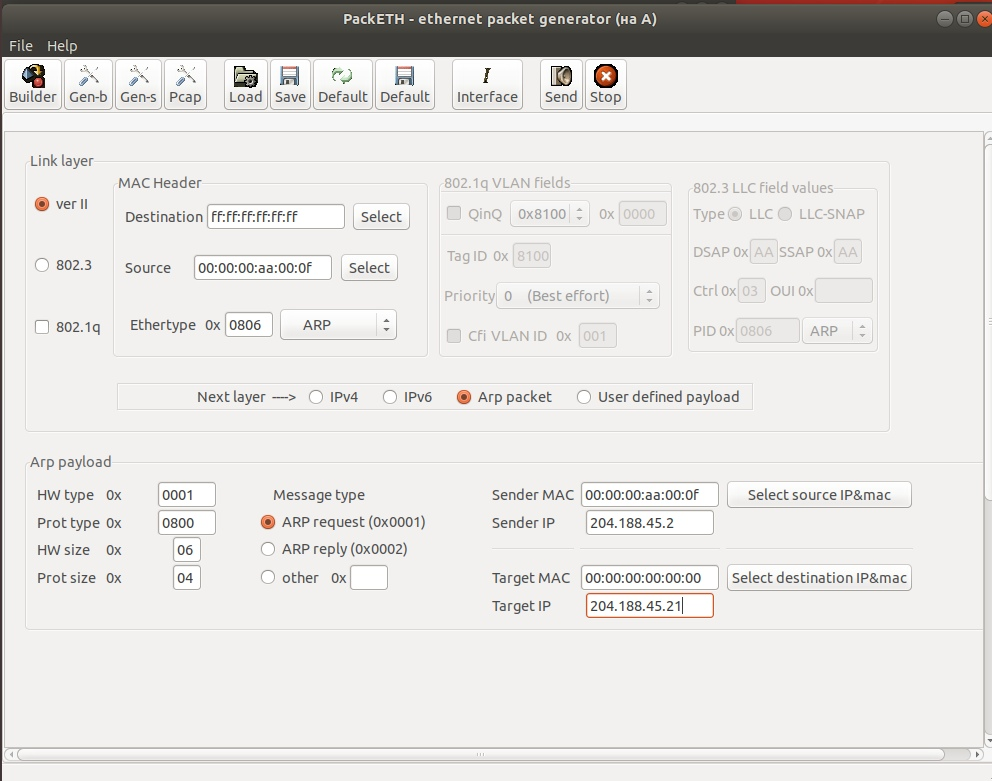 PackETH - ethernet packet generator (на A)
File Help
Builder Gen-b Gen-s Pcap Load Save Default Default Interface Send Stop
Link layer
ver II
802.3
802.1q
MAC Header
Destination ff:ff:ff:ff:ff:ff Select
Source 00:00:00:aa:00:0f Select
Ethertype 0x 0806 ARP
802.1q VLAN fields
QinQ 0x8100 0x 0000
Tag ID 0x 8100
Priority 0 (Best effort)
Cfi VLAN ID 0x 001
802.3 LLC field values
Type LLC LLC-SNAP
DSAP 0x AA SSAP 0x AA
Ctrl 0x 03 OUI 0x
PID 0x 0806 ARP
Next layer ----> IPv4 IPv6 Arp packet User defined payload
Arp payload
HW type 0x 0001
Prot type 0x 0800
HW size 0x 06
Prot size 0x 04
Message type
ARP request (0x0001)
ARP reply (0x0002)
other 0x
Sender MAC 00:00:00:aa:00:0f Select source IP&mac
Sender IP 204.188.45.2
Target MAC 00:00:00:00:00:00 Select destination IP&mac
Target IP 204.188.45.21